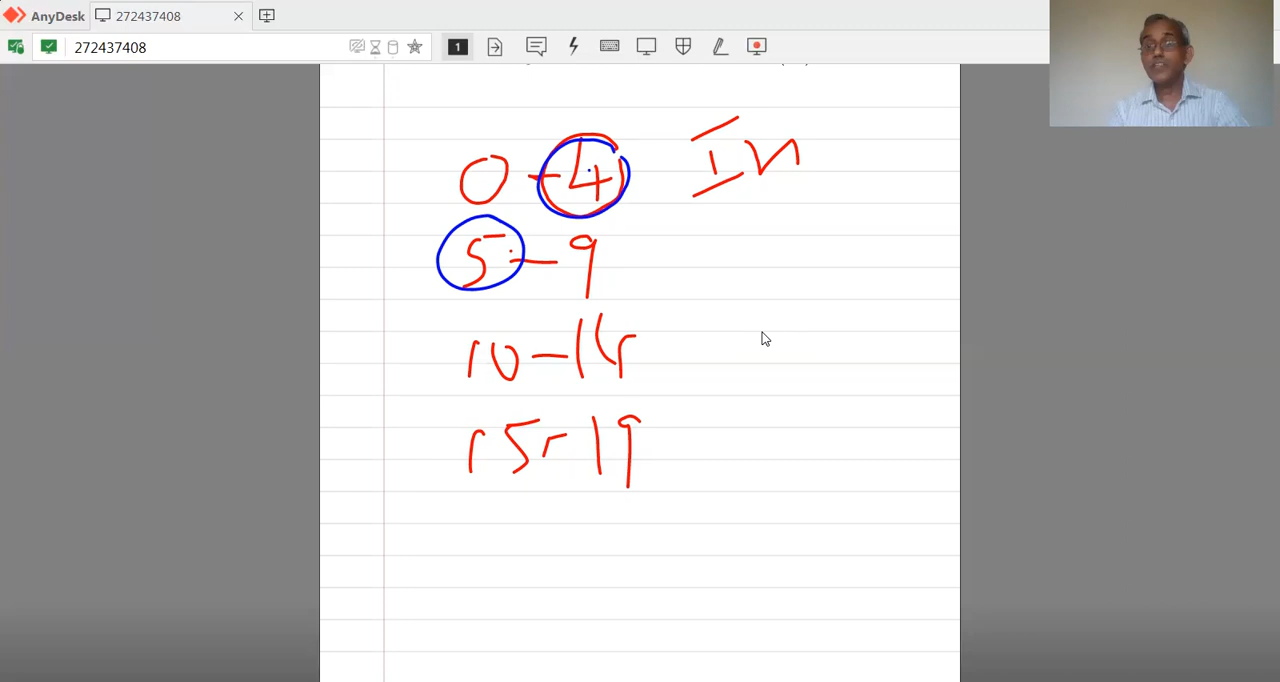 AnyDesk
272437408
272437408
1
0 - 4 In
5 - 9
10 - 14
15 - 19